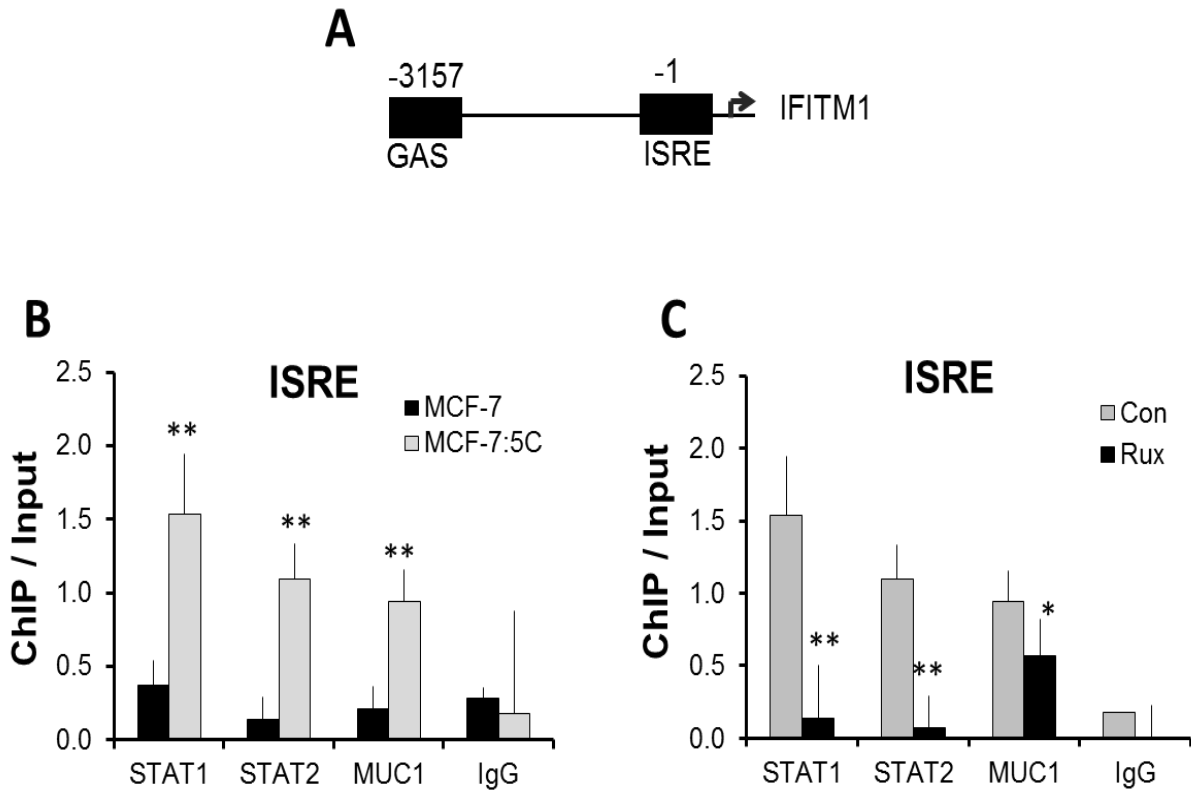 A
-3157
-1
GAS
ISRE
IFITM1
B
ISRE
MCF-7
MCF-7:5C
ChIP / Input
2.5
2.0
1.5
1.0
0.5
0.0
**
**
**
STAT1 STAT2 MUC1 IgG
C
ISRE
Con
Rux
ChIP / Input
2.5
2.0
1.5
1.0
0.5
0.0
**
**
*
STAT1 STAT2 MUC1 IgG